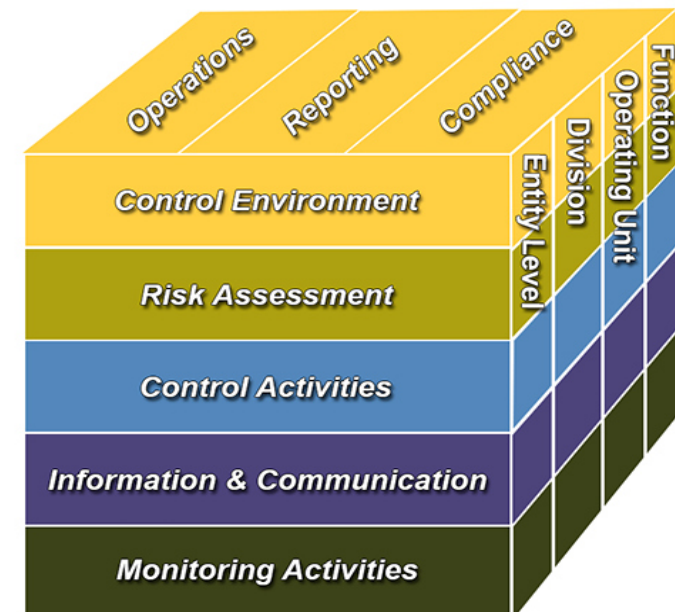 Operations
Reporting
Compliance
Control Environment
Risk Assessment
Control Activities
Information & Communication
Monitoring Activities
Entity Level
Division
Operating Unit
Function